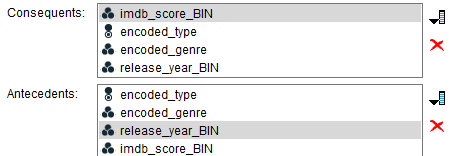 Consequents:
imdb_score_BIN
encoded_type
encoded_genre
release_year_BIN
Antecedents:
encoded_type
encoded_genre
release_year_BIN
imdb_score_BIN